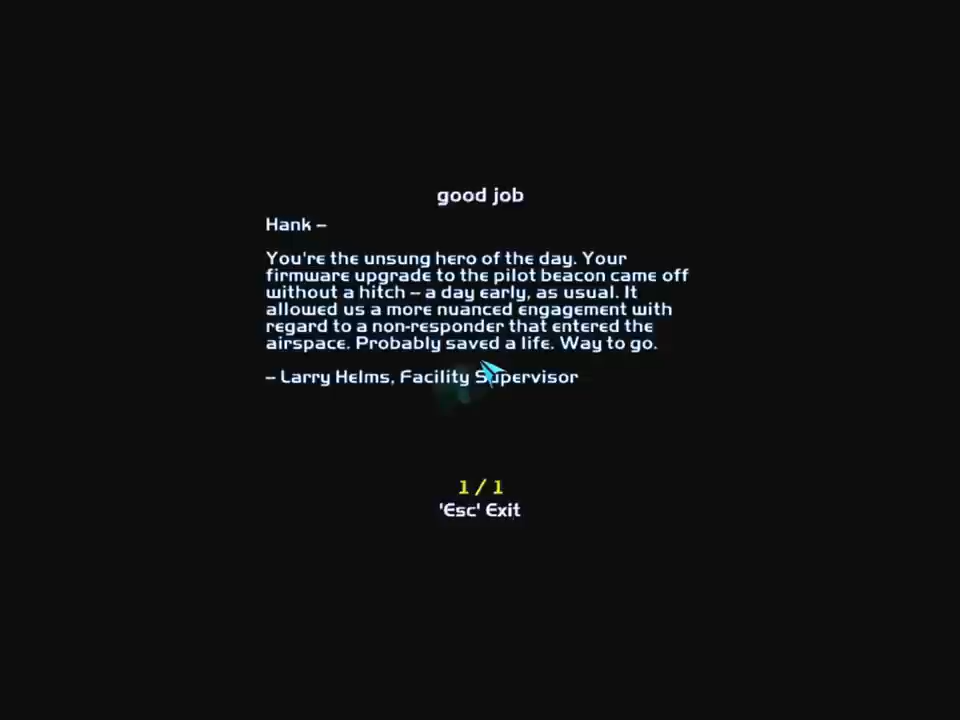 good job
Hank –
You're the unsung hero of the day. Your
firmware upgrade to the pilot beacon came off
without a hitch – a day early, as usual. It
allowed us a more nuanced engagement with
regard to a non-responder that entered the
airspace. Probably saved a life. Way to go.
– Larry Helms, Facility Supervisor
1 / 1
'Esc' Exit